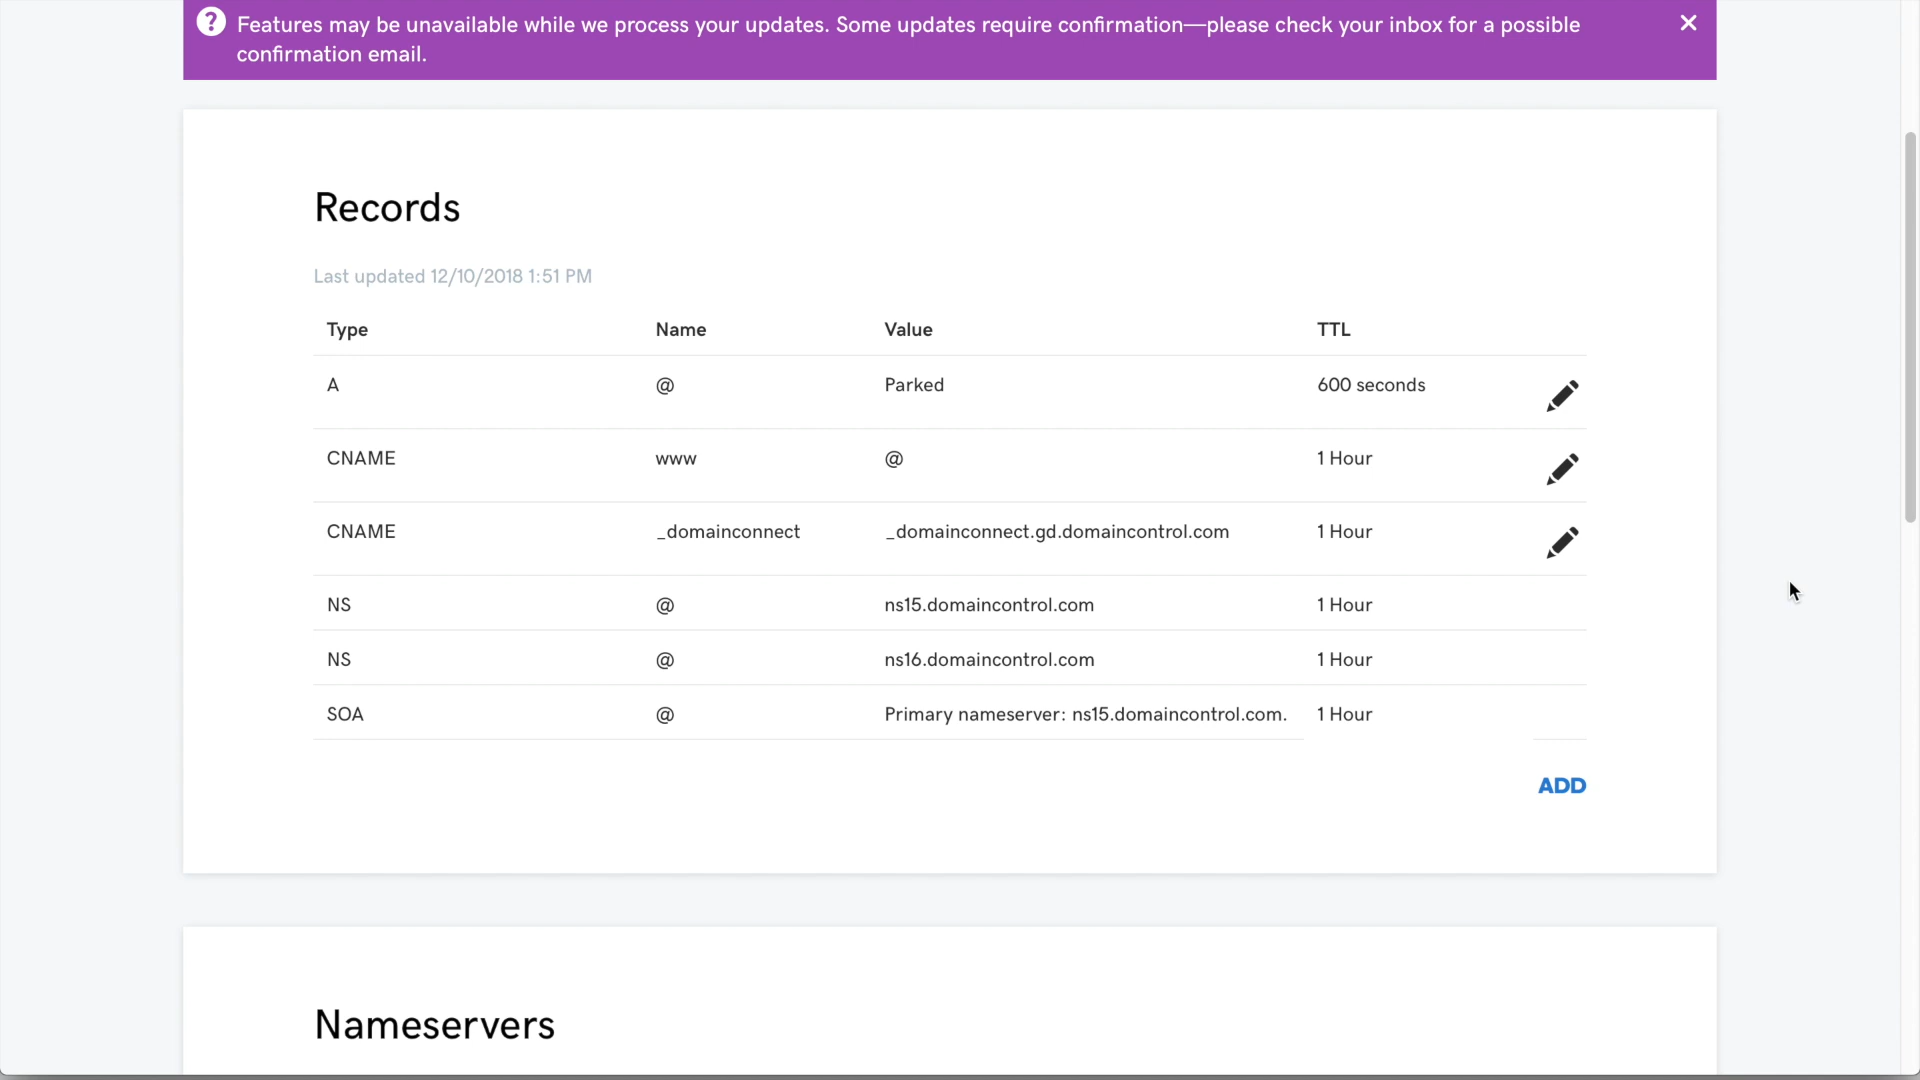 Features may be unavailable while we process your updates. Some updates require confirmation—please check your inbox for a possible
confirmation email.
Records
Last updated 12/10/2018 1:51 PM
Type Name Value TTL
A @ Parked 600 seconds
CNAME www @ 1 Hour
CNAME _domainconnect _domainconnect.gd.domaincontrol.com 1 Hour
NS @ ns15.domaincontrol.com 1 Hour
NS @ ns16.domaincontrol.com 1 Hour
SOA @ Primary nameserver: ns15.domaincontrol.com. 1 Hour
ADD
Nameservers